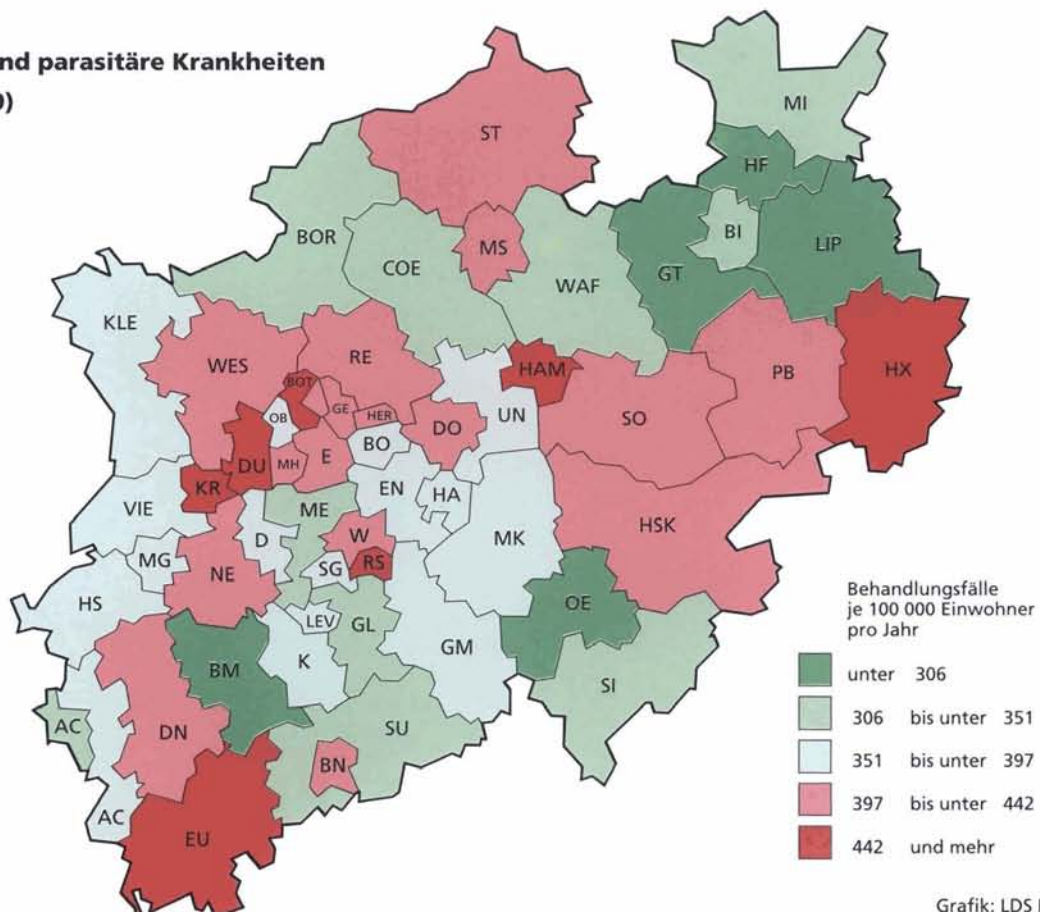 nd parasitäre Krankheiten
)
MI
ST
HF
BI
LIP
BOR
MS
COE
GT
WAF
KLE
WES
RE
HAM
PB
HX
BOT
GE
HER
OB
UN
SO
DO
BO
E
MH
DU
KR
EN
HA
VIE
ME
HSK
D
W
MK
MG
SG
RS
NE
HS
OE
LEV
GL
BM
K
GM
SI
AC
DN
SU
BN
AC
EU
Behandlungsfälle
je 100 000 Einwohner
pro Jahr
unter 306
306 bis unter 351
351 bis unter 397
397 bis unter 442
442 und mehr
Grafik: LDS